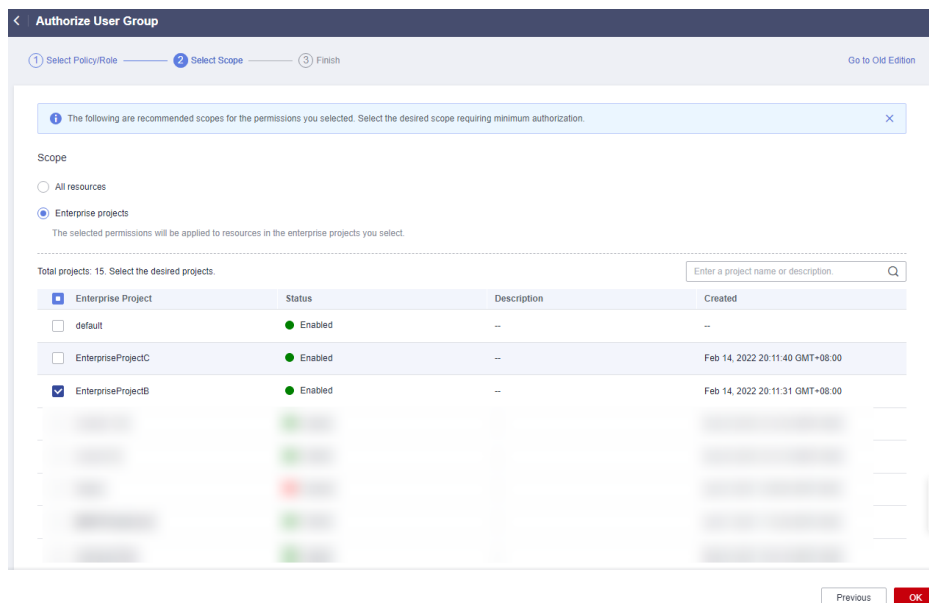 Authorize User Group
1 Select Policy/Role 2 Select Scope 3 Finish Go to Old Edition
The following are recommended scopes for the permissions you selected. Select the desired scope requiring minimum authorization.
Scope
All resources
Enterprise projects
The selected permissions will be applied to resources in the enterprise projects you select.
Total projects: 15. Select the desired projects. Enter a project name or description.
Enterprise Project Status Description Created
default Enabled -- --
EnterpriseProjectC Enabled -- Feb 14, 2022 20:11:40 GMT+08:00
EnterpriseProjectB Enabled -- Feb 14, 2022 20:11:31 GMT+08:00
Previous OK